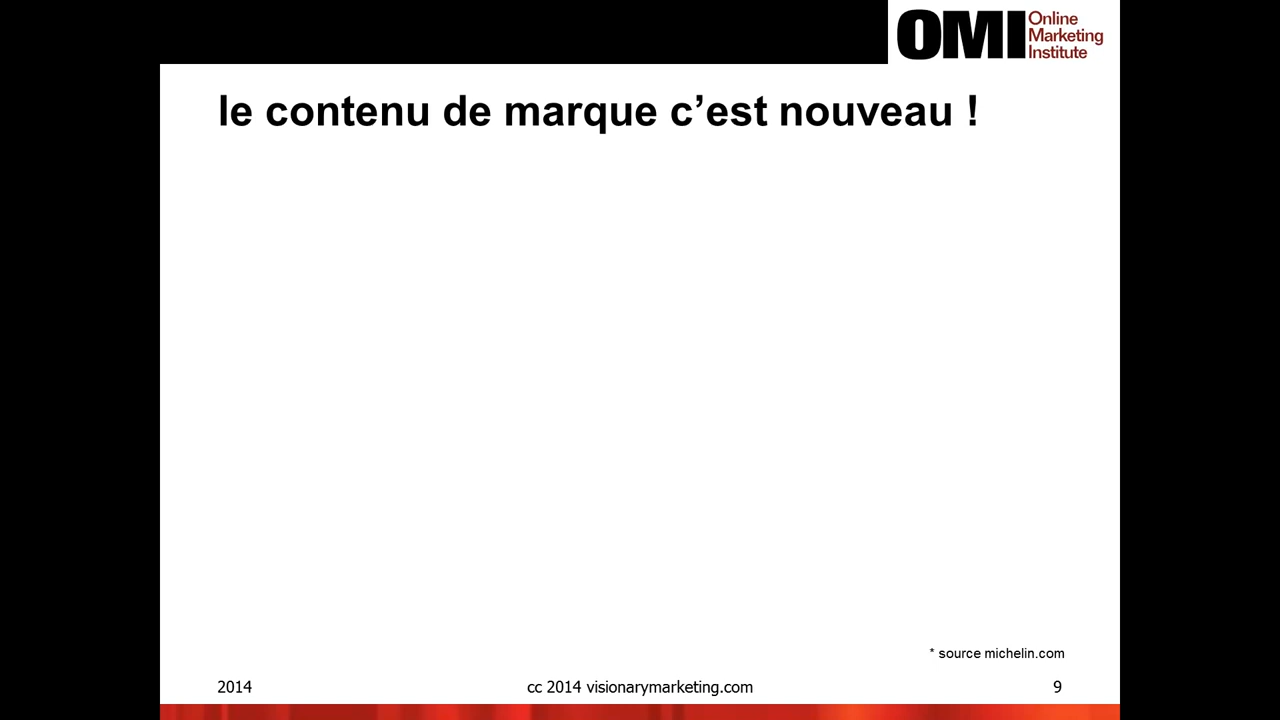 OMI
Online
Marketing
Institute
le contenu de marque c’est nouveau !
* source michelin.com
2014
cc 2014 visionarymarketing.com
9